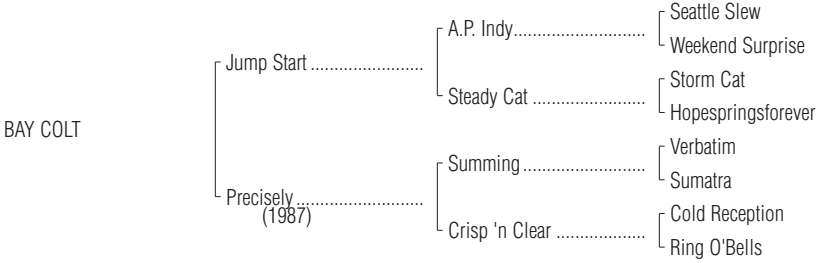 Seattle Slew
A.P. Indy..............................
Weekend Surprise
Jump Start ........................
Storm Cat
Steady Cat .........................
Hopespringsforever
BAY COLT
Verbatim
Summing...........................
Sumatra
Precisely...........................
(1987)
Cold Reception
Crisp 'n Clear ...................
Ring O'Bells